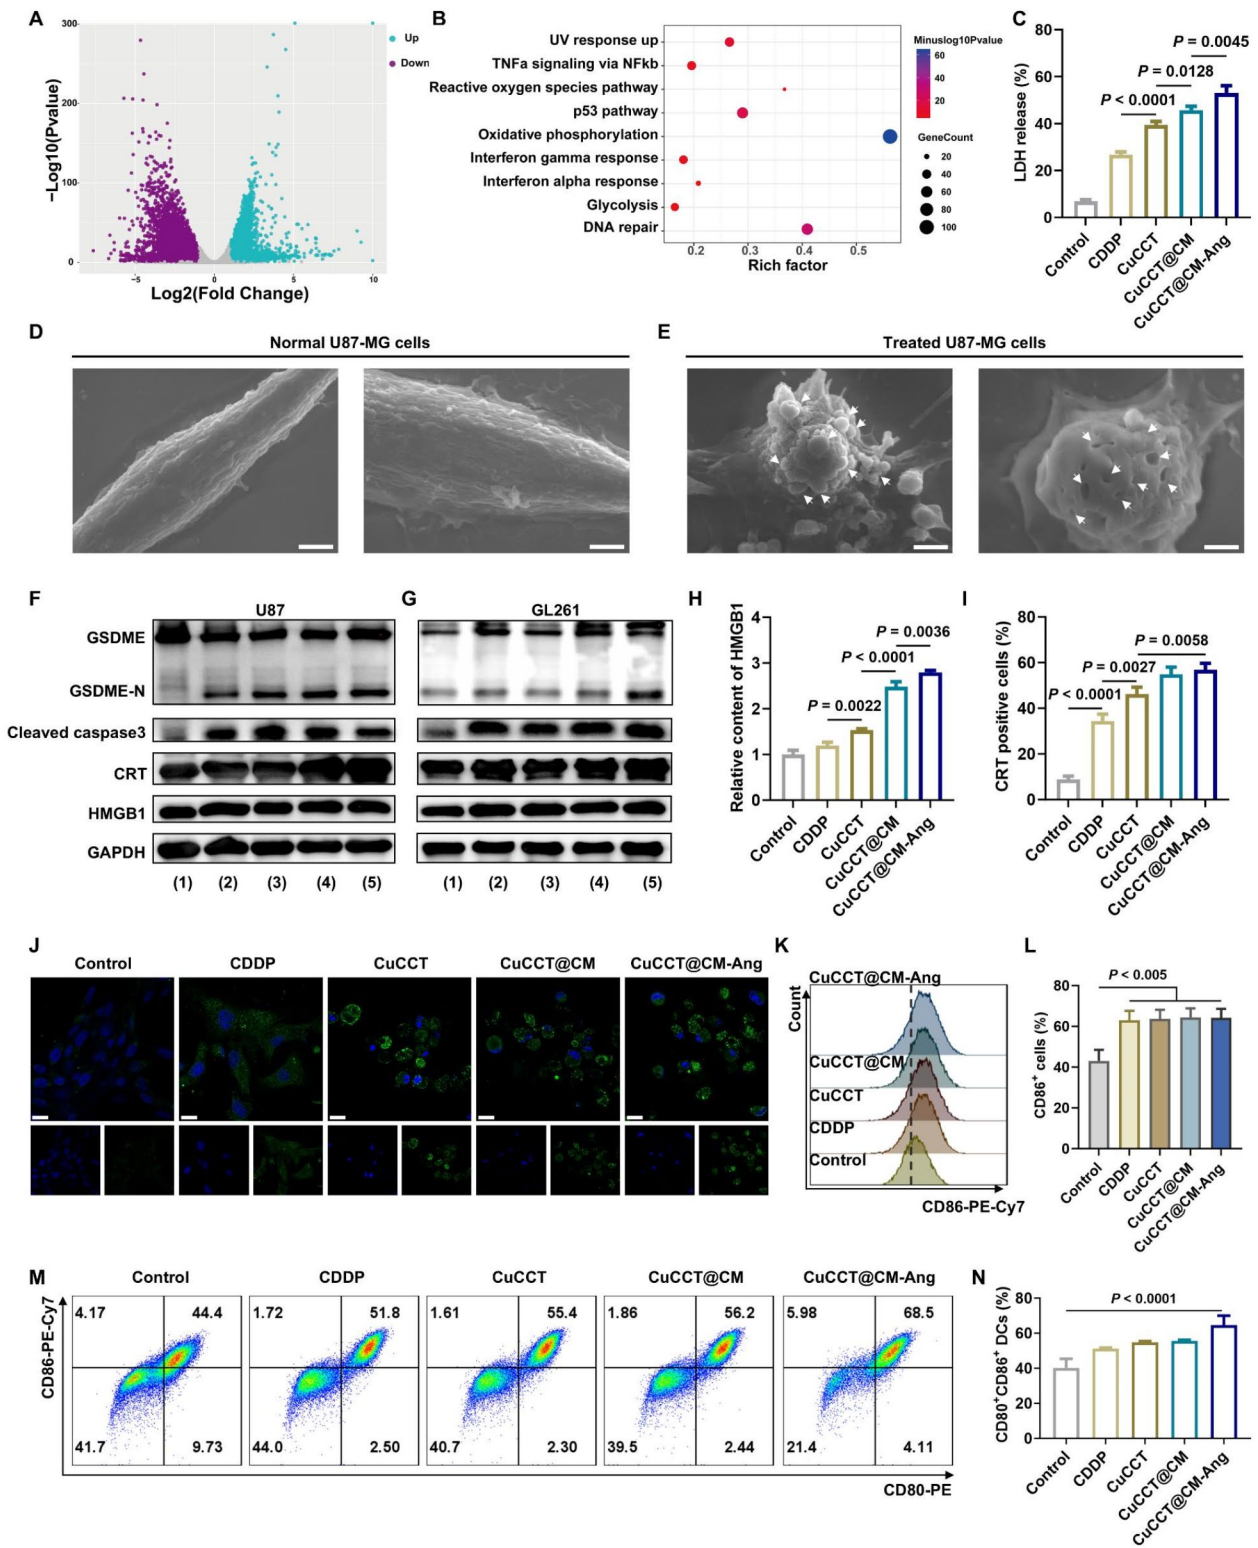 A
300
200
100
0
−Log10(Pvalue)
−5
0
5
10
Log2(Fold Change)
Up
Down
B
UV response up
TNFa signaling via NFkb
Reactive oxygen species pathway
p53 pathway
Oxidative phosphorylation
Interferon gamma response
Interferon alpha response
Glycolysis
DNA repair
0.2
0.3
0.4
0.5
Rich factor
Minuslog10Pvalue
60
40
20
GeneCount
20
40
60
80
100
C
LDH release (%)
80
60
40
20
0
P = 0.0045
P = 0.0128
P < 0.0001
Control
CDDP
CuCCT
CuCCT@CM
CuCCT@CM-Ang
D
Normal U87-MG cells
E
Treated U87-MG cells
F
U87
G
GL261
GSDME
GSDME-N
Cleaved caspase3
CRT
HMGB1
GAPDH
(1) (2) (3) (4) (5)
(1) (2) (3) (4) (5)
H
Relative content of HMGB1
4
3
2
1
0
P = 0.0036
P < 0.0001
P = 0.0022
Control
CDDP
CuCCT
CuCCT@CM
CuCCT@CM-Ang
I
CRT positive cells (%)
80
60
40
20
0
P = 0.0058
P = 0.0027
P < 0.0001
Control
CDDP
CuCCT
CuCCT@CM
CuCCT@CM-Ang
J
Control
CDDP
CuCCT
CuCCT@CM
CuCCT@CM-Ang
K
Count
CuCCT@CM-Ang
CuCCT@CM
CuCCT
CDDP
Control
CD86-PE-Cy7
L
CD86+ cells (%)
80
60
40
20
0
P < 0.005
Control
CDDP
CuCCT
CuCCT@CM
CuCCT@CM-Ang
M
CD86-PE-Cy7
Control
4.17
44.4
41.7
9.73
CDDP
1.72
51.8
44.0
2.50
CuCCT
1.61
55.4
40.7
2.30
CuCCT@CM
1.86
56.2
39.5
2.44
CuCCT@CM-Ang
5.98
68.5
21.4
4.11
CD80-PE
N
CD80+CD86+ DCs (%)
80
60
40
20
0
P < 0.0001
Control
CDDP
CuCCT
CuCCT@CM
CuCCT@CM-Ang